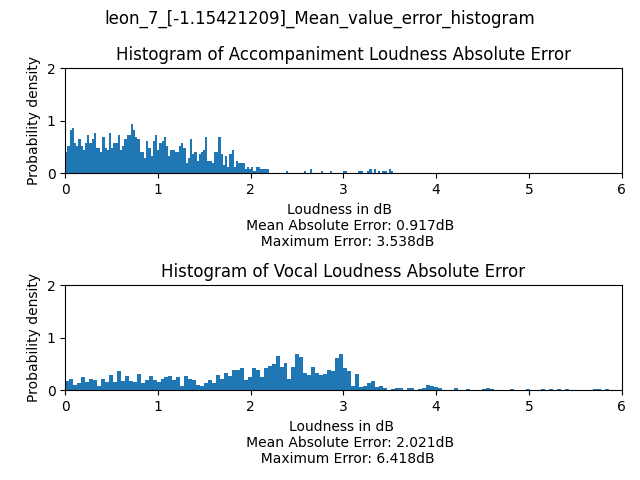 leon_7_[-1.15421209]_Mean_value_error_histogram
Histogram of Accompaniment Loudness Absolute Error
Probability density
2
1
0
0 1 2 3 4 5 6
Loudness in dB
Mean Absolute Error: 0.917dB
Maximum Error: 3.538dB
Histogram of Vocal Loudness Absolute Error
Probability density
2
1
0
0 1 2 3 4 5 6
Loudness in dB
Mean Absolute Error: 2.021dB
Maximum Error: 6.418dB